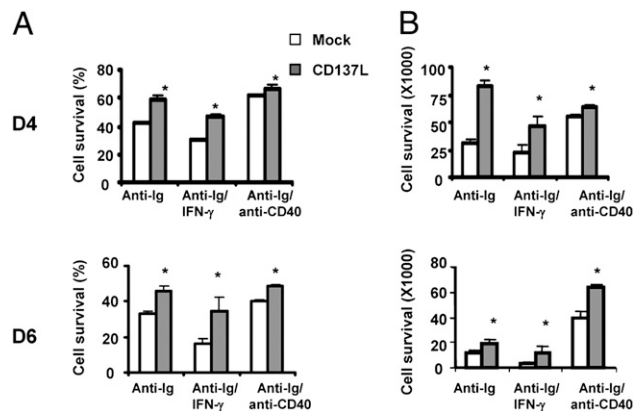 A
B
Mock
CD137L
D4
Cell survival (%)
80
60
40
20
0
*
*
*
Anti-Ig
Anti-Ig/
IFN-γ
Anti-Ig/
anti-CD40
Cell survival (X1000)
100
75
50
25
0
*
*
*
Anti-Ig
Anti-Ig/
IFN-γ
Anti-Ig/
anti-CD40
D6
Cell survival (%)
60
40
20
0
*
*
*
Anti-Ig
Anti-Ig/
IFN-γ
Anti-Ig/
anti-CD40
Cell survival (X1000)
80
60
40
20
0
*
*
*
Anti-Ig
Anti-Ig/
IFN-γ
Anti-Ig/
anti-CD40